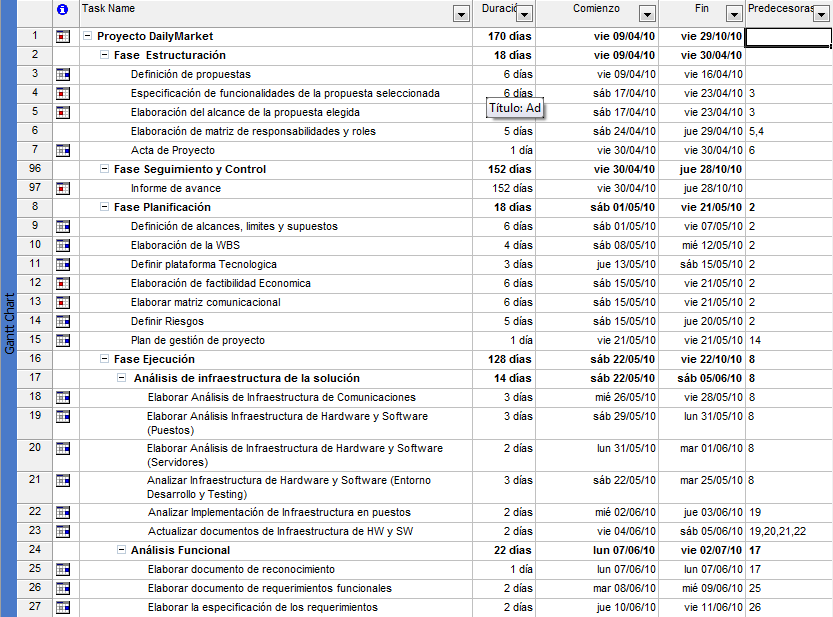 Task Name Duració Comienzo Fin Predecesoras
1 Proyecto DailyMarket 170 días vie 09/04/10 vie 29/10/10
2 Fase Estructuración 18 días vie 09/04/10 vie 30/04/10
3 Definición de propuestas 6 días vie 09/04/10 vie 16/04/10
4 Especificación de funcionalidades de la propuesta seleccionada 6 días sáb 17/04/10 vie 23/04/10 3
Título: Ad
5 Elaboración del alcance de la propuesta elegida sáb 17/04/10 vie 23/04/10 3
6 Elaboración de matriz de responsabilidades y roles 5 días sáb 24/04/10 jue 29/04/10 5,4
7 Acta de Proyecto 1 día vie 30/04/10 vie 30/04/10 6
96 Fase Seguimiento y Control 152 días vie 30/04/10 jue 28/10/10
97 Informe de avance 152 días vie 30/04/10 jue 28/10/10
8 Fase Planificación 18 días sáb 01/05/10 vie 21/05/10 2
9 Definición de alcances, limites y supuestos 6 días sáb 01/05/10 vie 07/05/10 2
10 Elaboración de la WBS 4 días sáb 08/05/10 mié 12/05/10 2
11 Definir plataforma Tecnologica 3 días jue 13/05/10 sáb 15/05/10 2
12 Elaboración de factibilidad Economica 6 días sáb 15/05/10 vie 21/05/10 2
13 Elaborar matriz comunicacional 6 días sáb 15/05/10 vie 21/05/10 2
14 Definir Riesgos 5 días sáb 15/05/10 jue 20/05/10 2
15 Plan de gestión de proyecto 1 día vie 21/05/10 vie 21/05/10 14
16 Fase Ejecución 128 días sáb 22/05/10 vie 22/10/10 8
17 Análisis de infraestructura de la solución 14 días sáb 22/05/10 sáb 05/06/10 8
18 Elaborar Análisis de Infraestructura de Comunicaciones 3 días mié 26/05/10 vie 28/05/10 8
19 Elaborar Análisis Infraestructura de Hardware y Software 3 días sáb 29/05/10 lun 31/05/10 8
(Puestos)
20 Elaborar Análisis de Infraestructura de Hardware y Software 2 días lun 31/05/10 mar 01/06/10 8
(Servidores)
21 Analizar Infraestructura de Hardware y Software (Entorno 3 días sáb 22/05/10 mar 25/05/10 8
Desarrollo y Testing)
22 Analizar Implementación de Infraestructura en puestos 2 días mié 02/06/10 jue 03/06/10 19
23 Actualizar documentos de Infraestructura de HW y SW 2 días vie 04/06/10 sáb 05/06/10 19,20,21,22
24 Análisis Funcional 22 días lun 07/06/10 vie 02/07/10 17
25 Elaborar documento de reconocimiento 1 día lun 07/06/10 lun 07/06/10 17
26 Elaborar documento de requerimientos funcionales 2 días mar 08/06/10 mié 09/06/10 25
27 Elaborar la especificación de los requerimientos 2 días jue 10/06/10 vie 11/06/10 26
Gantt Chart